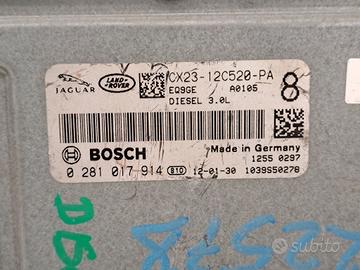 JAGUAR
LAND ROVER
CX23-12C520-PA
EQ9GE A0105 8
DIESEL 3.0L
BOSCH
Made in Germany
1255 0297
0 281 017 914 810 12-01-30 1039S50278
subito